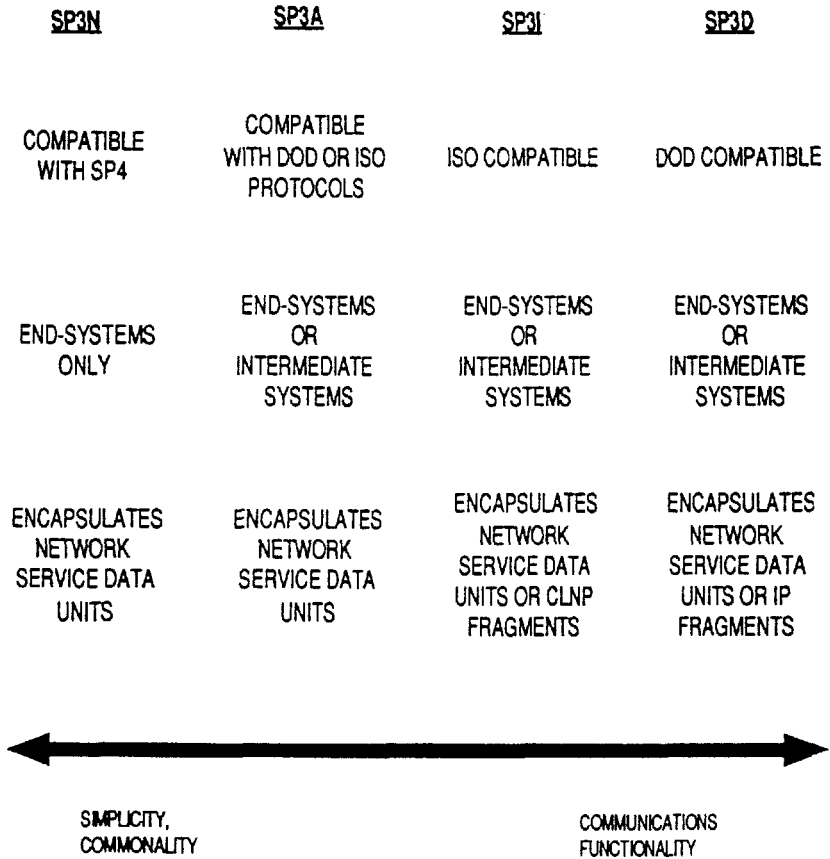 SP3N SP3A SP3I SP3D
COMPATIBLE
WITH SP4
COMPATIBLE
WITH DOD OR ISO
PROTOCOLS
ISO COMPATIBLE
DOD COMPATIBLE
END-SYSTEMS
ONLY
END-SYSTEMS
OR
INTERMEDIATE
SYSTEMS
END-SYSTEMS
OR
INTERMEDIATE
SYSTEMS
END-SYSTEMS
OR
INTERMEDIATE
SYSTEMS
ENCAPSULATES
NETWORK
SERVICE DATA
UNITS
ENCAPSULATES
NETWORK
SERVICE DATA
UNITS
ENCAPSULATES
NETWORK
SERVICE DATA
UNITS OR CLNP
FRAGMENTS
ENCAPSULATES
NETWORK
SERVICE DATA
UNITS OR IP
FRAGMENTS
SIMPLICITY,
COMMONALITY
COMMUNICATIONS
FUNCTIONALITY